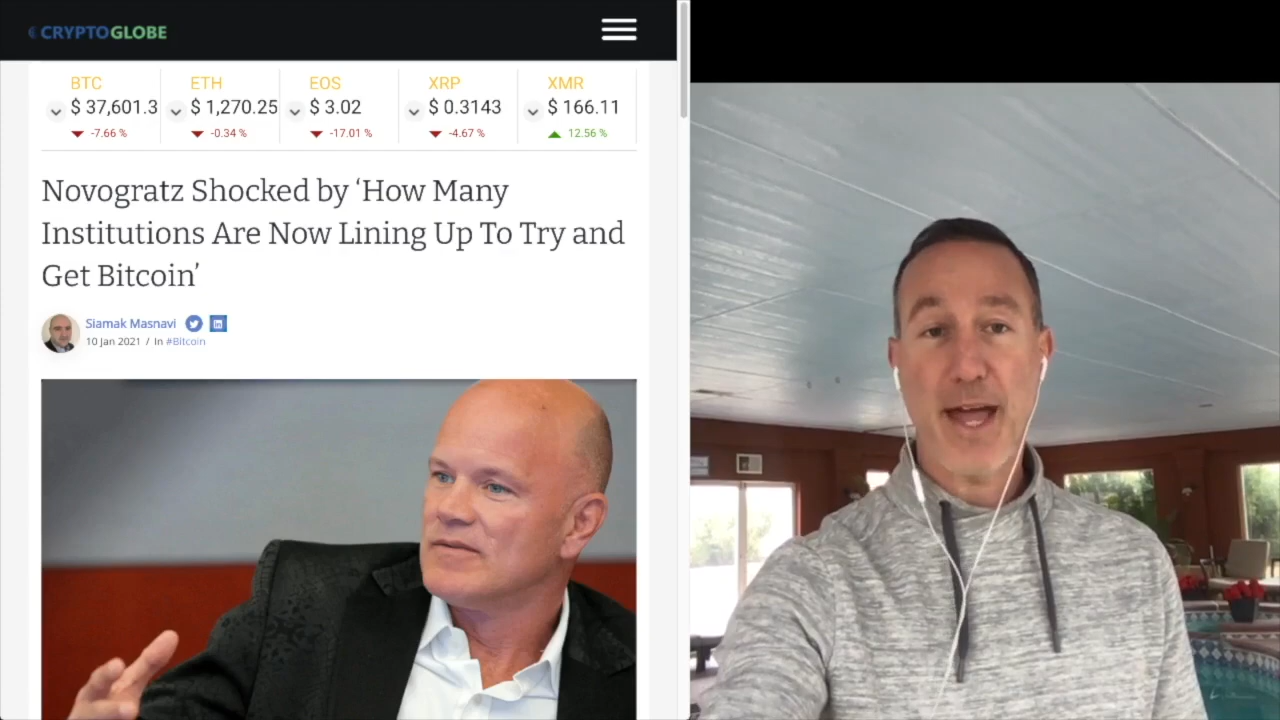 CRYPTOGLOBE
BTC ETH EOS XRP XMR
$ 37,601.3 $ 1,270.25 $ 3.02 $ 0.3143 $ 166.11
-7.66 % -0.34 % -17.01 % -4.67 % 12.56 %
Novogratz Shocked by ‘How Many
Institutions Are Now Lining Up To Try and
Get Bitcoin’
Siamak Masnavi
10 Jan 2021 / In #Bitcoin